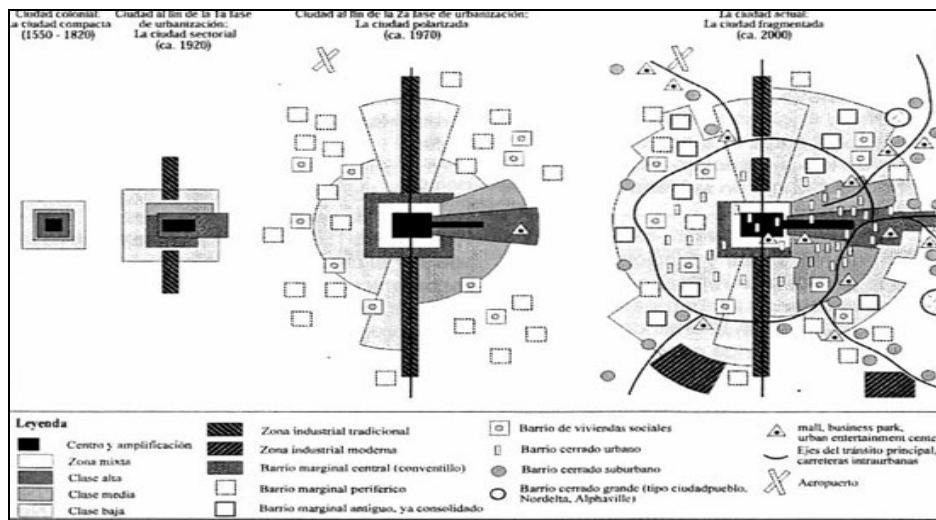 Ciudad colonial:
La ciudad compacta
(1550 - 1820)
Ciudad al fin de la 1a fase
de urbanización:
La ciudad sectorial
(ca. 1920)
Ciudad al fin de la 2a fase de urbanización:
La ciudad polarizada
(ca. 1970)
La ciudad actual:
La ciudad fragmentada
(ca. 2000)
Leyenda
Centro y amplificación
Zona mixta
Clase alta
Clase media
Clase baja
Zona industrial tradicional
Zona industrial moderna
Barrio marginal central (conventillo)
Barrio marginal periférico
Barrio marginal antiguo, ya consolidado
Barrio de viviendas sociales
Barrio cerrado urbano
Barrio cerrado suburbano
Barrio cerrado grande (tipo ciudadpueblo,
Nordelta, Alphaville)
mall, business park,
urban entertainment cente
Ejes del tránsito principal,
carreteras intraurbanas
Aeropuerto